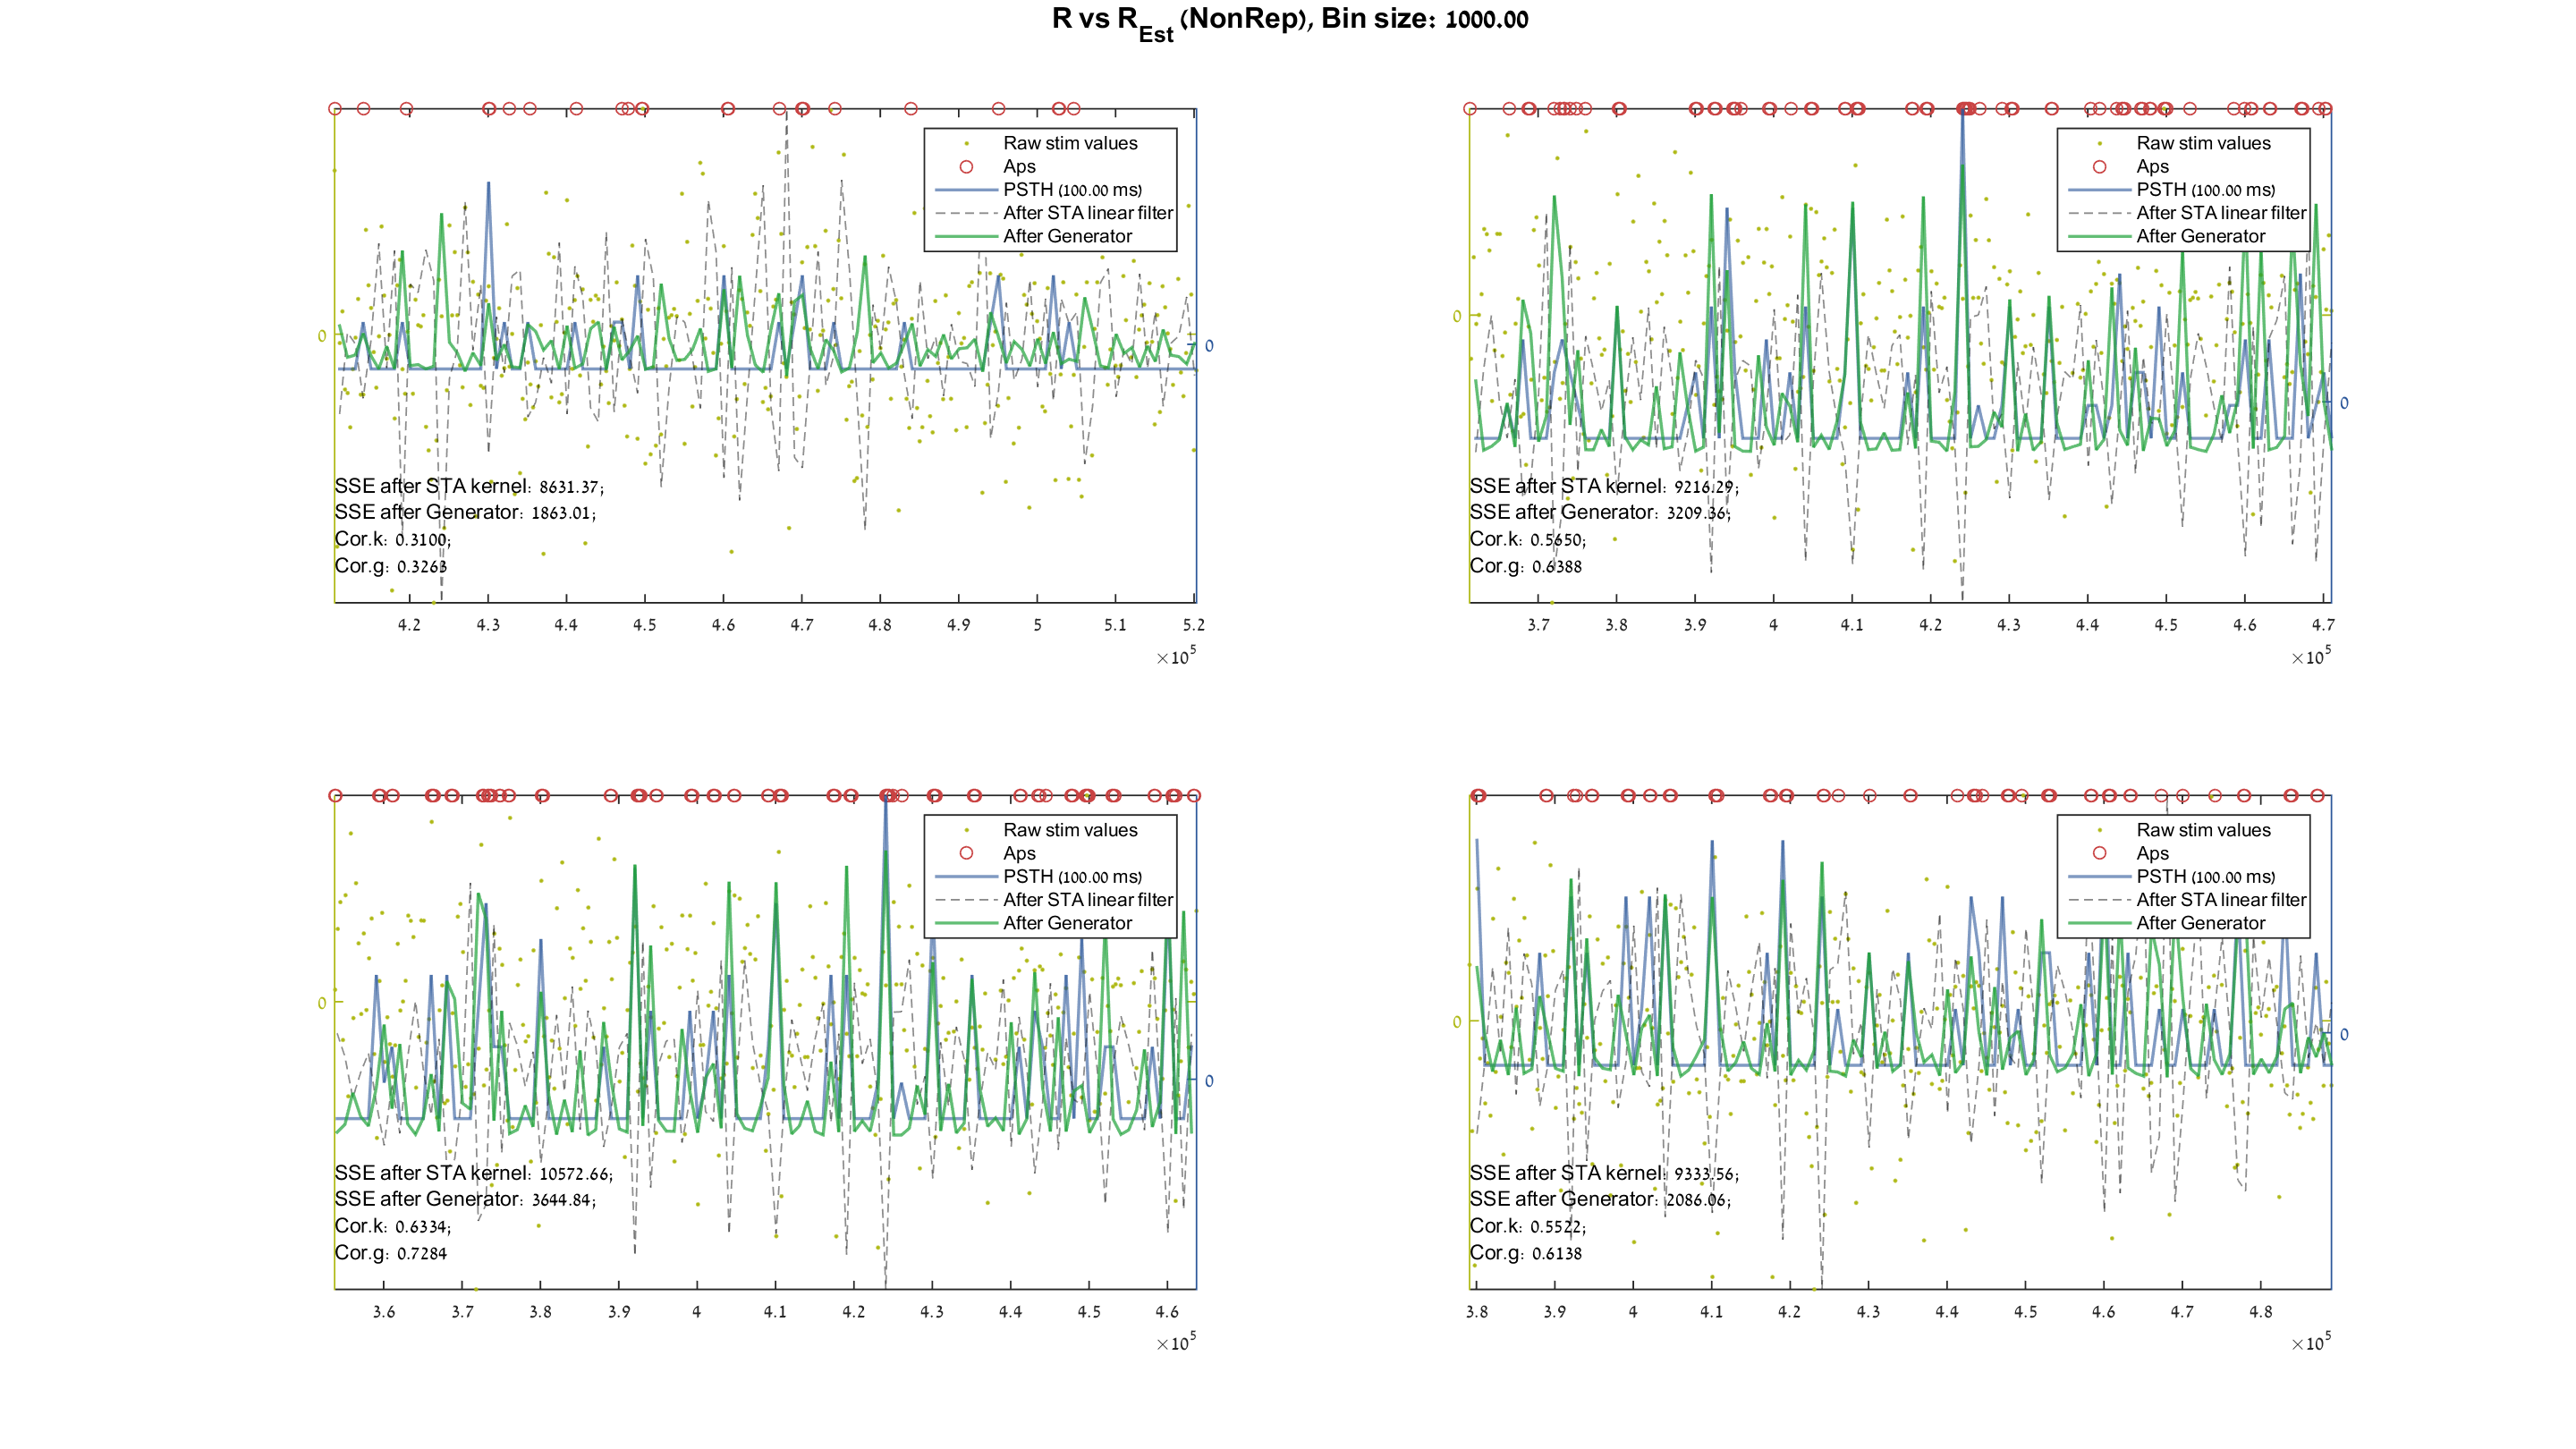 R vs R_Est (NonRep), Bin size: 1000.00
Raw stim values
Aps
PSTH (100.00 ms)
After STA linear filter
After Generator
0
0
SSE after STA kernel: 8631.37;
SSE after Generator: 1863.01;
Cor.k: 0.3100;
Cor.g: 0.3263
4.2 4.3 4.4 4.5 4.6 4.7 4.8 4.9 5 5.1 5.2
×10^5
Raw stim values
Aps
PSTH (100.00 ms)
After STA linear filter
After Generator
0
0
SSE after STA kernel: 9216.29;
SSE after Generator: 3209.36;
Cor.k: 0.5650;
Cor.g: 0.6388
3.7 3.8 3.9 4 4.1 4.2 4.3 4.4 4.5 4.6 4.7
×10^5
Raw stim values
Aps
PSTH (100.00 ms)
After STA linear filter
After Generator
0
0
SSE after STA kernel: 10572.66;
SSE after Generator: 3644.84;
Cor.k: 0.6334;
Cor.g: 0.7284
3.6 3.7 3.8 3.9 4 4.1 4.2 4.3 4.4 4.5 4.6
×10^5
Raw stim values
Aps
PSTH (100.00 ms)
After STA linear filter
After Generator
0
0
SSE after STA kernel: 9333.56;
SSE after Generator: 2086.06;
Cor.k: 0.5522;
Cor.g: 0.6138
3.8 3.9 4 4.1 4.2 4.3 4.4 4.5 4.6 4.7 4.8
×10^5